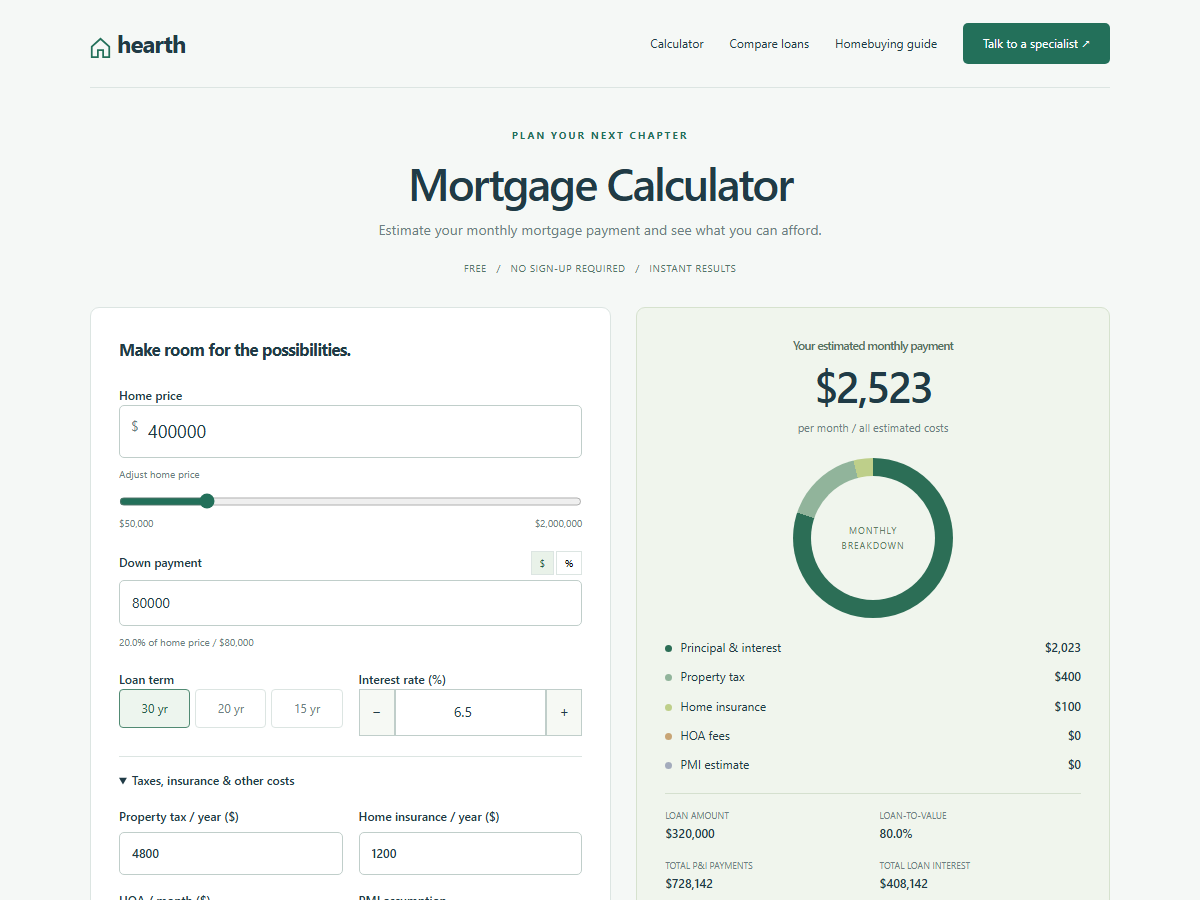 hearth
Calculator
Compare loans
Homebuying guide
Talk to a specialist ↗
PLAN YOUR NEXT CHAPTER
Mortgage Calculator
Estimate your monthly mortgage payment and see what you can afford.
FREE / NO SIGN-UP REQUIRED / INSTANT RESULTS
Make room for the possibilities.
Home price
$ 400000
Adjust home price
$50,000 $2,000,000
Down payment $ %
80000
20.0% of home price / $80,000
Loan term
30 yr 20 yr 15 yr
Interest rate (%)
− 6.5 +
▼ Taxes, insurance & other costs
Property tax / year ($)
4800
Home insurance / year ($)
1200
HOA / month ($)
PMI assumption
Your estimated monthly payment
$2,523
per month / all estimated costs
MONTHLY
BREAKDOWN
Principal & interest $2,023
Property tax $400
Home insurance $100
HOA fees $0
PMI estimate $0
LOAN AMOUNT
$320,000
LOAN-TO-VALUE
80.0%
TOTAL P&I PAYMENTS
$728,142
TOTAL LOAN INTEREST
$408,142